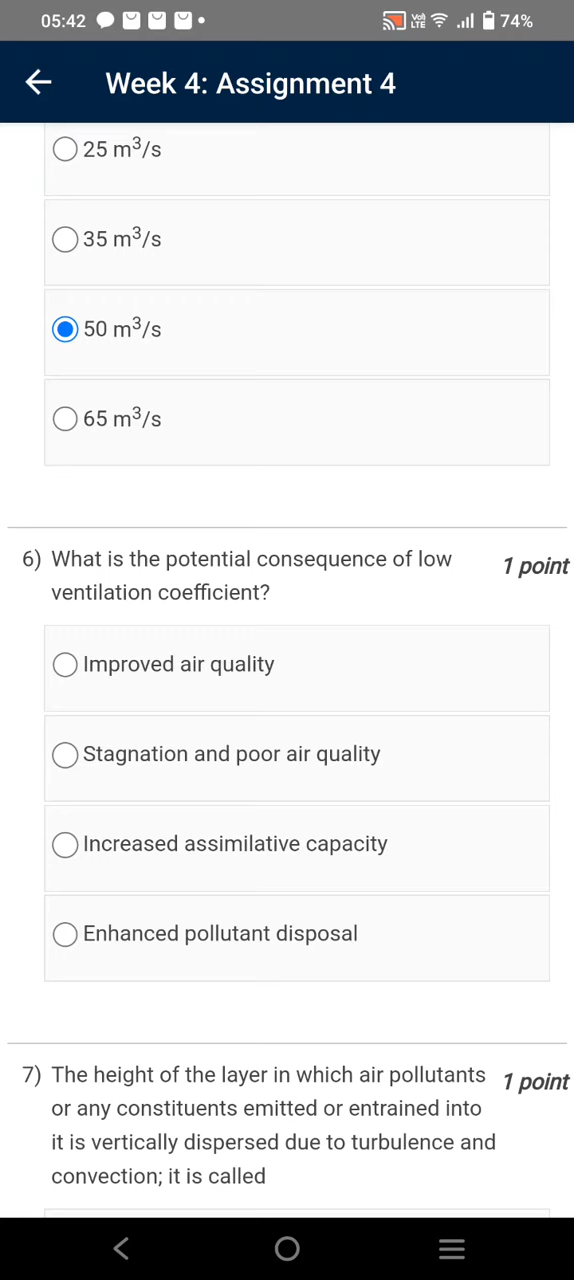 05:42
Vo) LTE
74%
Week 4: Assignment 4
25 m³/s
35 m³/s
50 m³/s
65 m³/s
6) What is the potential consequence of low
1 point
ventilation coefficient?
Improved air quality
Stagnation and poor air quality
Increased assimilative capacity
Enhanced pollutant disposal
7) The height of the layer in which air pollutants
1 point
or any constituents emitted or entrained into
it is vertically dispersed due to turbulence and
convection; it is called